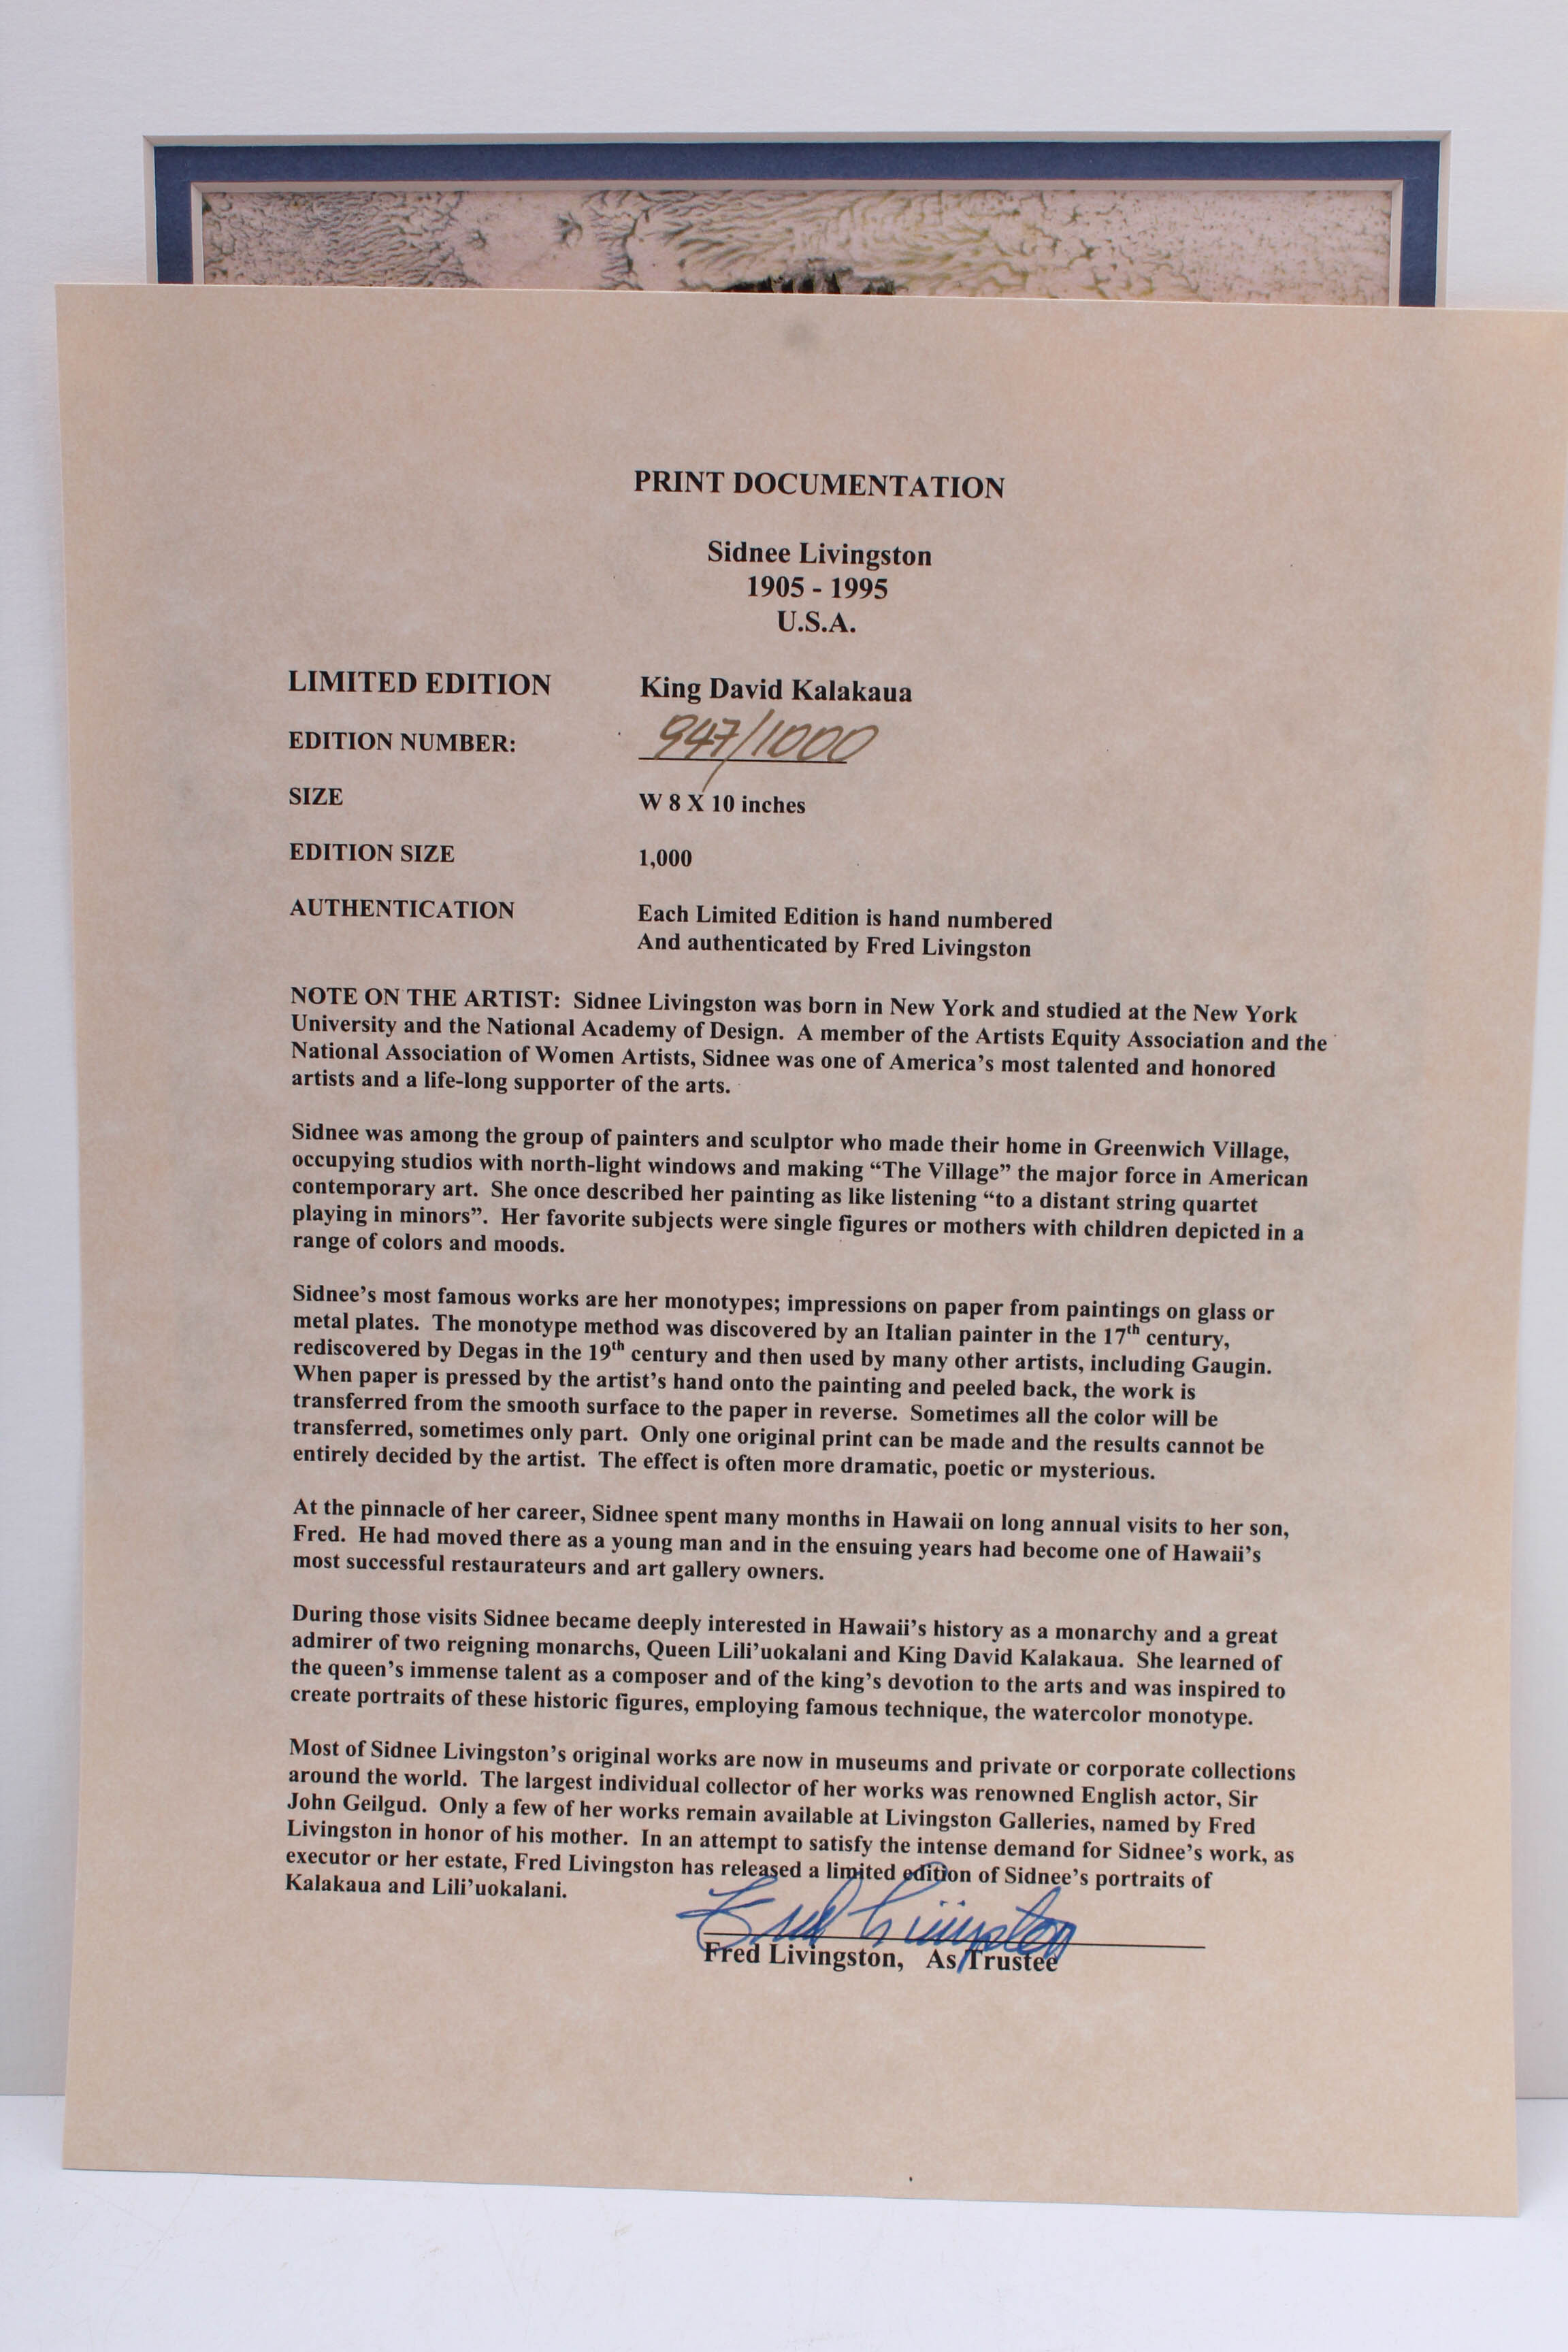 PRINT DOCUMENTATION
Sidnee Livingston
1905 - 1995
U.S.A.
LIMITED EDITION King David Kalakaua
EDITION NUMBER: 947/1000
SIZE W 8 X 10 inches
EDITION SIZE 1,000
AUTHENTICATION Each Limited Edition is hand numbered
And authenticated by Fred Livingston
NOTE ON THE ARTIST: Sidnee Livingston was born in New York and studied at the New York
University and the National Academy of Design. A member of the Artists Equity Association and the
National Association of Women Artists, Sidnee was one of America's most talented and honored
artists and a life-long supporter of the arts.
Sidnee was among the group of painters and sculptor who made their home in Greenwich Village,
occupying studios with north-light windows and making “The Village” the major force in American
contemporary art. She once described her painting as like listening “to a distant string quartet
playing in minors”. Her favorite subjects were single figures or mothers with children depicted in a
range of colors and moods.
Sidnee's most famous works are her monotypes; impressions on paper from paintings on glass or
metal plates. The monotype method was discovered by an Italian painter in the 17th century,
rediscovered by Degas in the 19th century and then used by many other artists, including Gaugin.
When paper is pressed by the artist's hand onto the painting and peeled back, the work is
transferred from the smooth surface to the paper in reverse. Sometimes all the color will be
transferred, sometimes only part. Only one original print can be made and the results cannot be
entirely decided by the artist. The effect is often more dramatic, poetic or mysterious.
At the pinnacle of her career, Sidnee spent many months in Hawaii on long annual visits to her son,
Fred. He had moved there as a young man and in the ensuing years had become one of Hawaii's
most successful restaurateurs and art gallery owners.
During those visits Sidnee became deeply interested in Hawaii's history as a monarchy and a great
admirer of two reigning monarchs, Queen Lili'uokalani and King David Kalakaua. She learned of
the queen's immense talent as a composer and of the king's devotion to the arts and was inspired to
create portraits of these historic figures, employing famous technique, the watercolor monotype.
Most of Sidnee Livingston's original works are now in museums and private or corporate collections
around the world. The largest individual collector of her works was renowned English actor, Sir
John Geilgud. Only a few of her works remain available at Livingston Galleries, named by Fred
Livingston in honor of his mother. In an attempt to satisfy the intense demand for Sidnee's work, as
executor or her estate, Fred Livingston has released a limited edition of Sidnee's portraits of
Kalakaua and Lili'uokalani.
Fred Livingston
Fred Livingston, As Trustee